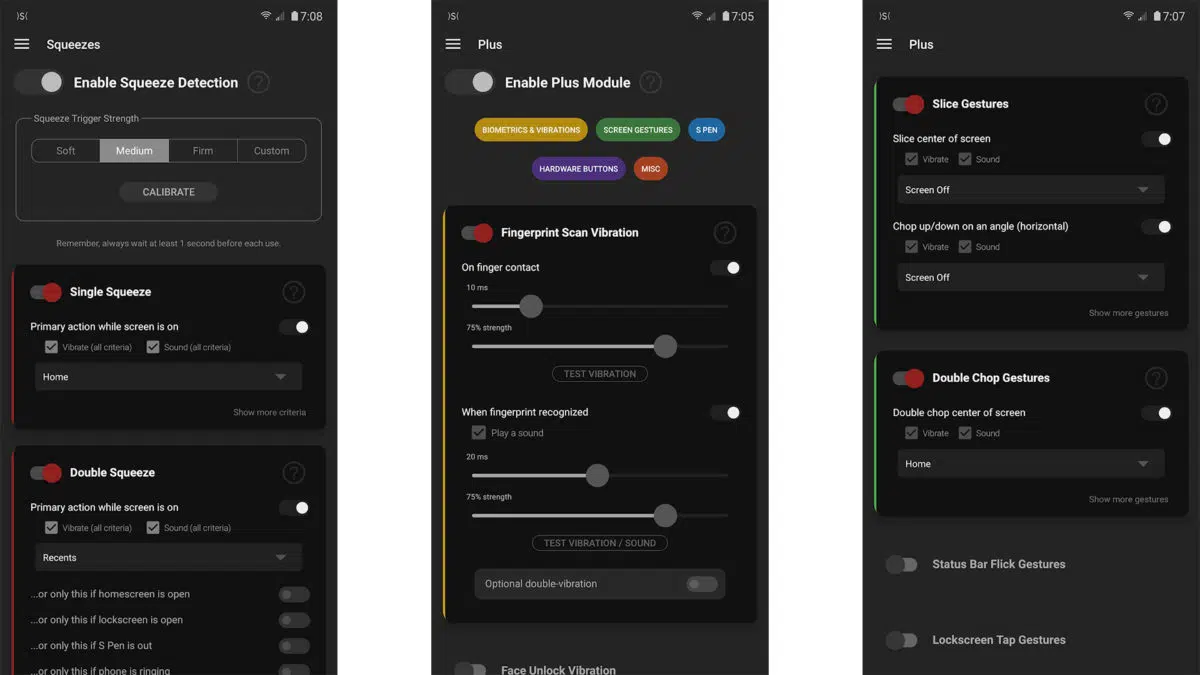 )S(
7:08
Squeezes
Enable Squeeze Detection ?
Squeeze Trigger Strength
Soft Medium Firm Custom
CALIBRATE
Remember, always wait at least 1 second before each use.
Single Squeeze ?
Primary action while screen is on
Vibrate (all criteria) Sound (all criteria)
Home
Show more criteria
Double Squeeze ?
Primary action while screen is on
Vibrate (all criteria) Sound (all criteria)
Recents
...or only this if homescreen is open
...or only this if lockscreen is open
...or only this if S Pen is out
...or only this if phone is ringing
)S(
7:05
Plus
Enable Plus Module ?
BIOMETRICS & VIBRATIONS SCREEN GESTURES S PEN
HARDWARE BUTTONS MISC
Fingerprint Scan Vibration ?
On finger contact
10 ms
75% strength
TEST VIBRATION
When fingerprint recognized
Play a sound
20 ms
75% strength
TEST VIBRATION / SOUND
Optional double-vibration
Face Unlock Vibration
)S(
7:07
Plus
Slice Gestures ?
Slice center of screen
Vibrate Sound
Screen Off
Chop up/down on an angle (horizontal)
Vibrate Sound
Screen Off
Show more gestures
Double Chop Gestures ?
Double chop center of screen
Vibrate Sound
Home
Show more gestures
Status Bar Flick Gestures
Lockscreen Tap Gestures